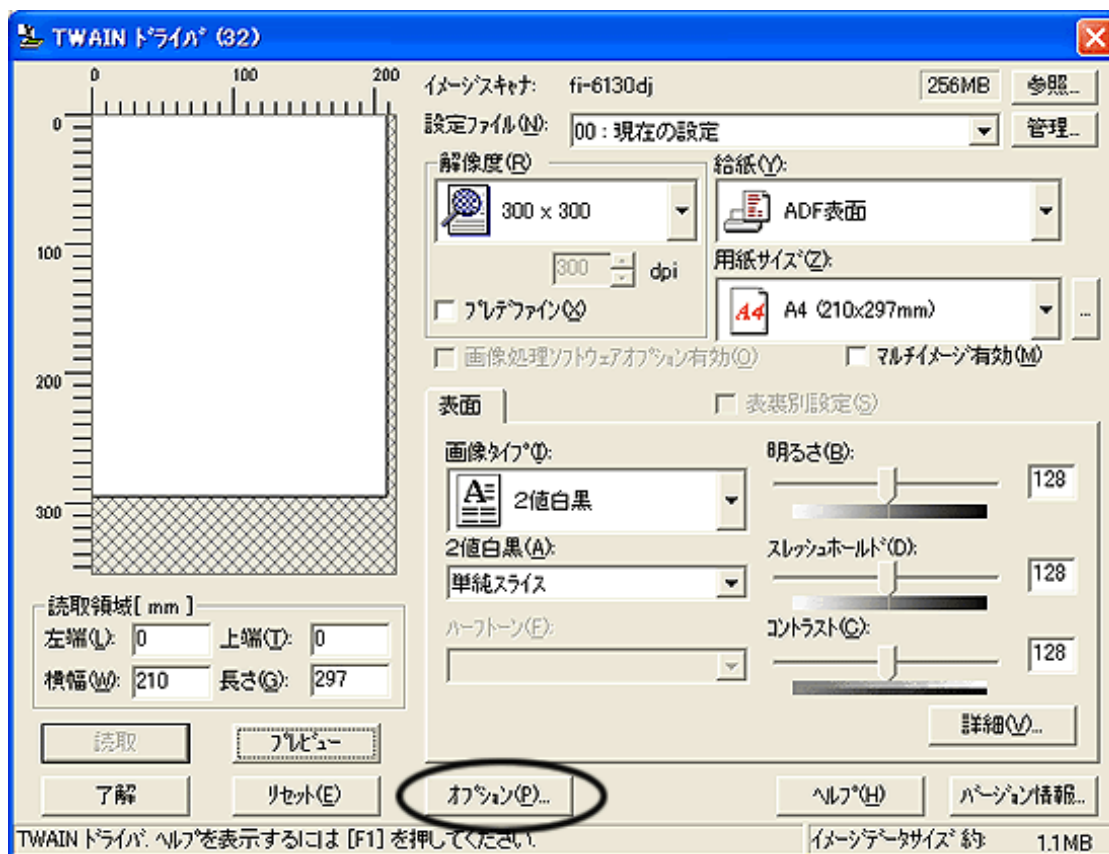 TWAIN ﾄﾞﾗｲﾊﾞ (32)
0 100 200
0
100
200
300
ｲﾒｰｼﾞｽｷｬﾅ: fi-6130dj 256MB 参照...
設定ﾌｧｲﾙ(N): 00 : 現在の設定 管理...
解像度(R)
300 x 300
300 dpi
ﾌﾟﾚﾃﾞﾌｧｲﾝ(X)
給紙(Y):
ADF表面
用紙ｻｲｽﾞ(Z):
A4 A4 (210x297mm) ...
画像処理ｿﾌﾄｳｪｱｵﾌﾟｼｮﾝ有効(O) ﾏﾙﾁｲﾒｰｼﾞ有効(M)
表面 表裏別設定(S)
画像ﾀｲﾌﾟ(I):
2値白黒
2値白黒(A):
単純ｽﾗｲｽ
ﾊｰﾌﾄｰﾝ(F):
明るさ(B):
128
ｽﾚｯｼｭﾎｰﾙﾄﾞ(D):
128
ｺﾝﾄﾗｽﾄ(C):
128
詳細(V)...
読取領域[ mm ]
左端(L): 0 上端(T): 0
横幅(W): 210 長さ(G): 297
読取 ﾌﾟﾚﾋﾞｭｰ
了解 ﾘｾｯﾄ(E) ｵﾌﾟｼｮﾝ(P)... ﾍﾙﾌﾟ(H) ﾊﾞｰｼﾞｮﾝ情報...
TWAIN ﾄﾞﾗｲﾊﾞ. ﾍﾙﾌﾟを表示するには [F1] を押してください. ｲﾒｰｼﾞﾃﾞｰﾀｻｲｽﾞ 約: 1.1MB